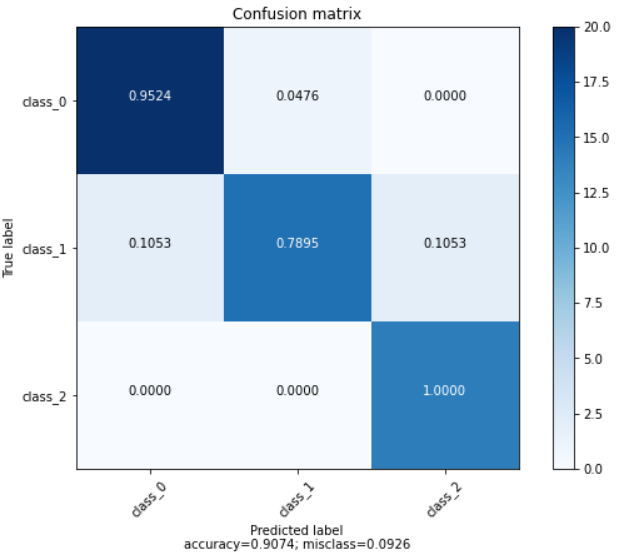 Confusion matrix
class_0
0.9524
0.0476
0.0000
class_1
0.1053
0.7895
0.1053
class_2
0.0000
0.0000
1.0000
True label
class_0
class_1
class_2
Predicted label
accuracy=0.9074; misclass=0.0926
20.0
17.5
15.0
12.5
10.0
7.5
5.0
2.5
0.0